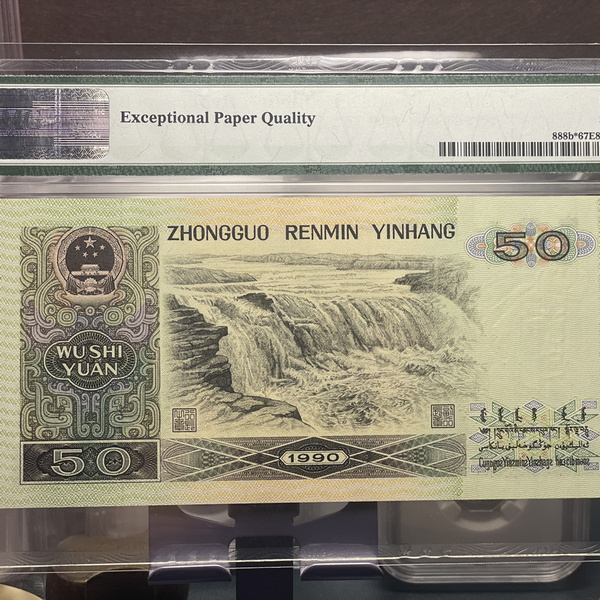 Exceptional Paper Quality
888b*67E8
ZHONGGUO RENMIN YINHANG
50
WU SHI
YUAN
50
1990